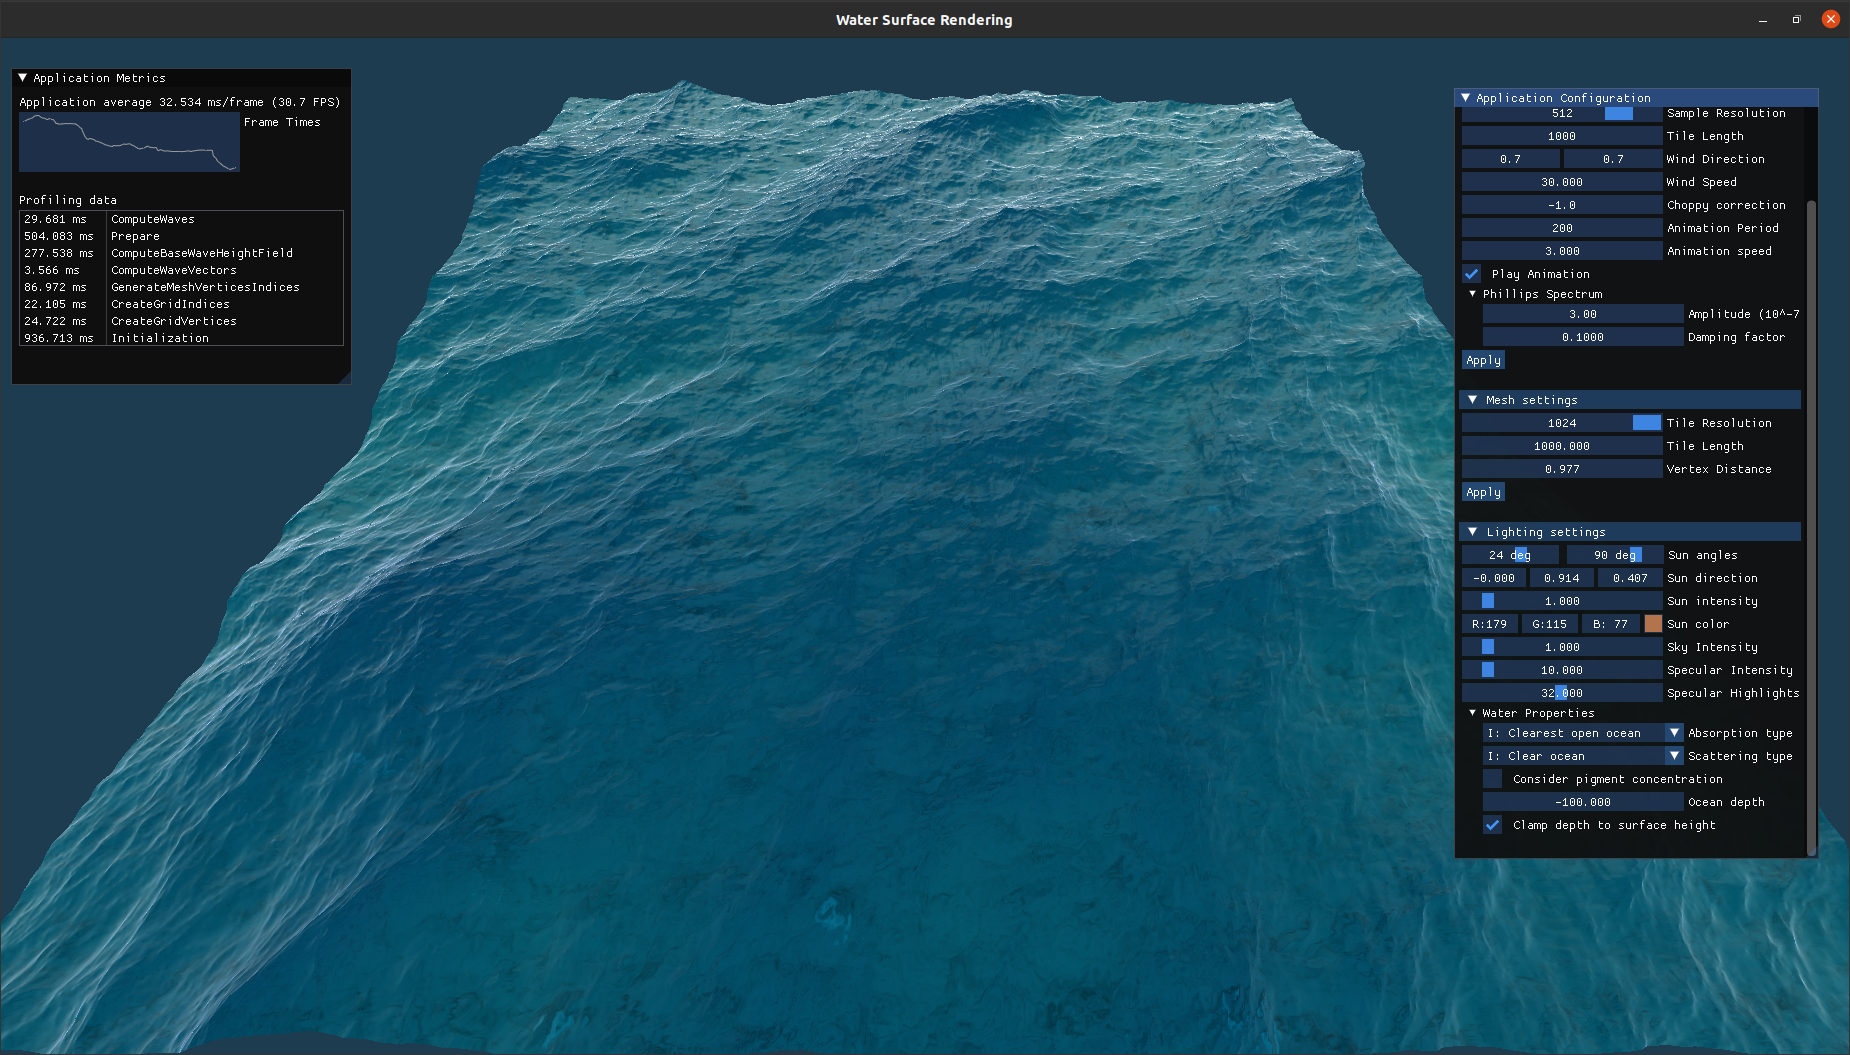 Water Surface Rendering
Application Metrics
Application average 32.534 ms/frame (30.7 FPS)
Frame Times
Profiling data
29.681 ms ComputeWaves
504.083 ms Prepare
277.538 ms ComputeBaseWaveHeightField
3.566 ms ComputeWaveVectors
86.972 ms GenerateMeshVerticesIndices
22.105 ms CreateGridIndices
24.722 ms CreateGridVertices
936.713 ms Initialization
Application Configuration
512 Sample Resolution
1000 Tile Length
0.7 0.7 Wind Direction
30.000 Wind Speed
-1.0 Choppy correction
200 Animation Period
3.000 Animation speed
Play Animation
Phillips Spectrum
3.00 Amplitude (10^-7
0.1000 Damping factor
Apply
Mesh settings
1024 Tile Resolution
1000.000 Tile Length
0.977 Vertex Distance
Apply
Lighting settings
24 deg 90 deg Sun angles
-0.000 0.914 0.407 Sun direction
1.000 Sun intensity
R:179 G:115 B: 77 Sun color
1.000 Sky Intensity
10.000 Specular Intensity
32.000 Specular Highlights
Water Properties
I: Clearest open ocean Absorption type
I: Clear ocean Scattering type
Consider pigment concentration
-100.000 Ocean depth
Clamp depth to surface height